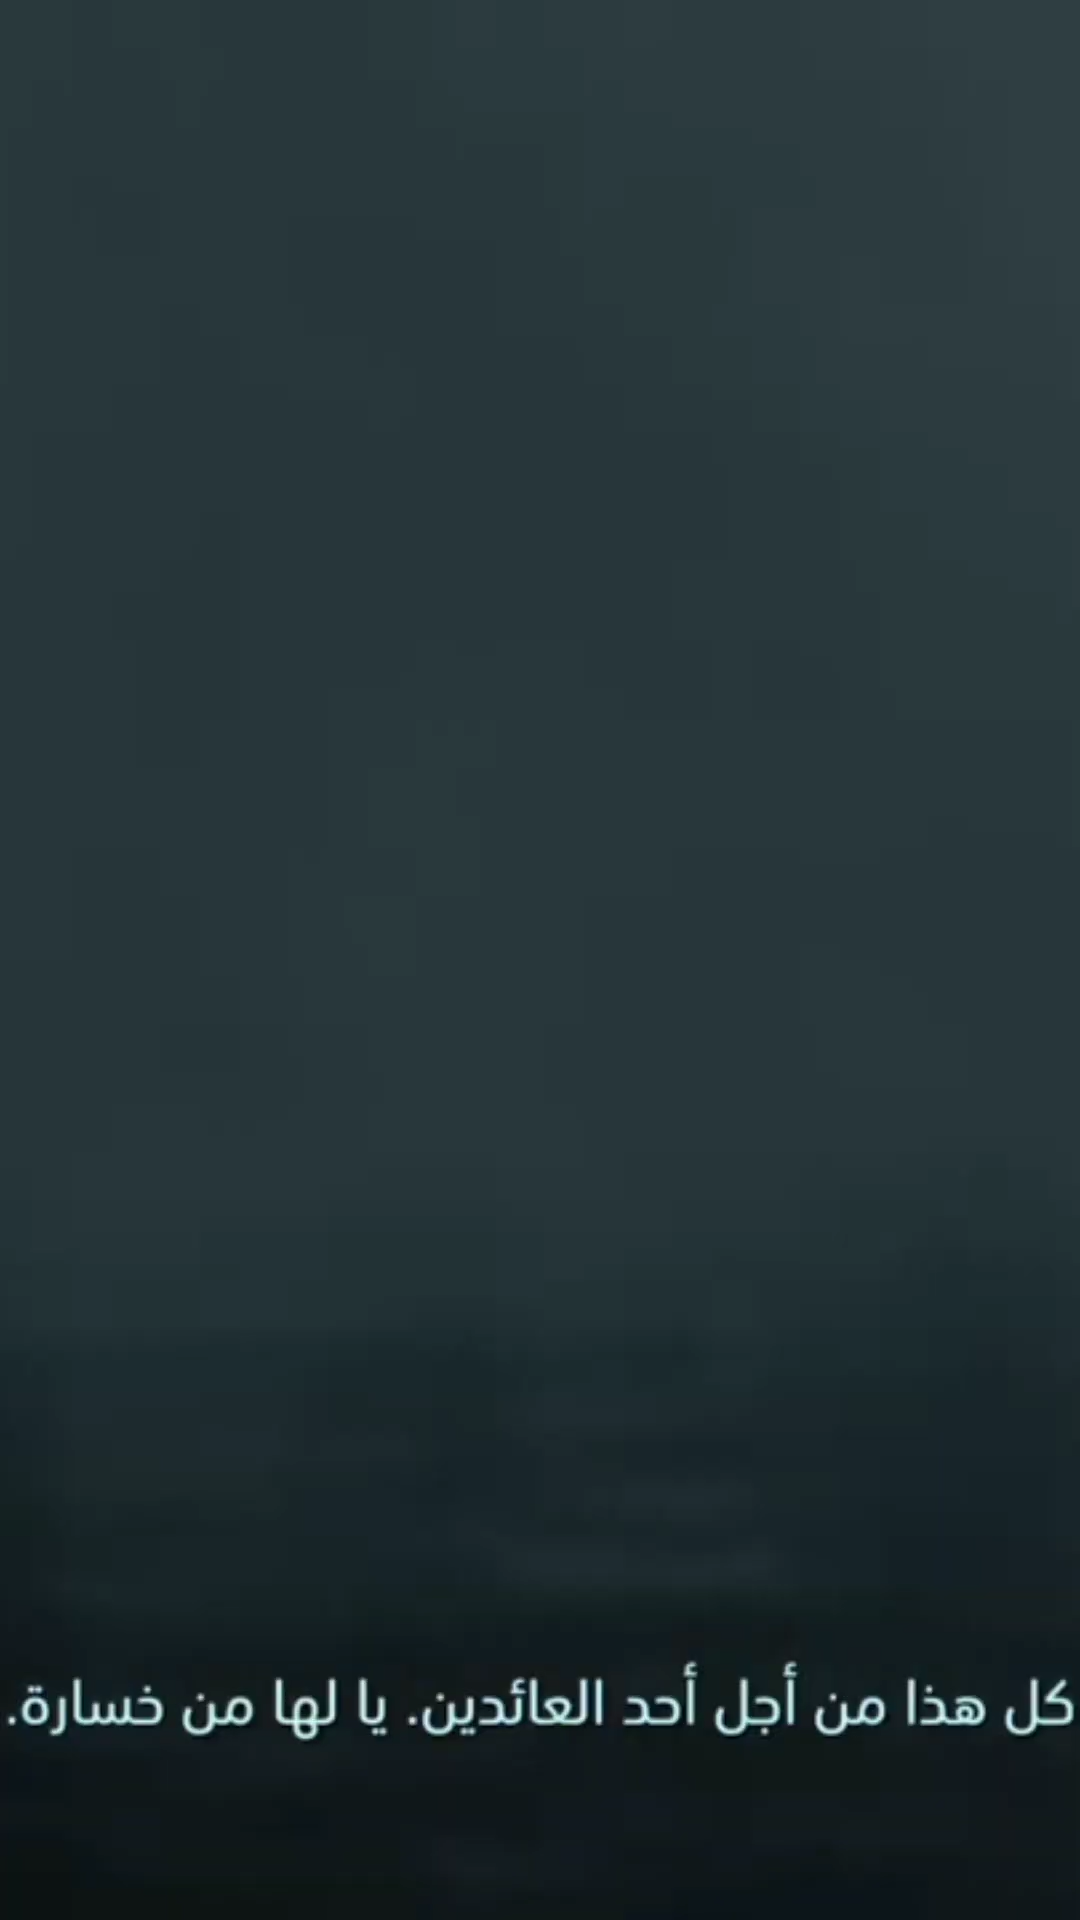 كل هذا من أجل أحد العائدين. يا لها من خسارة.